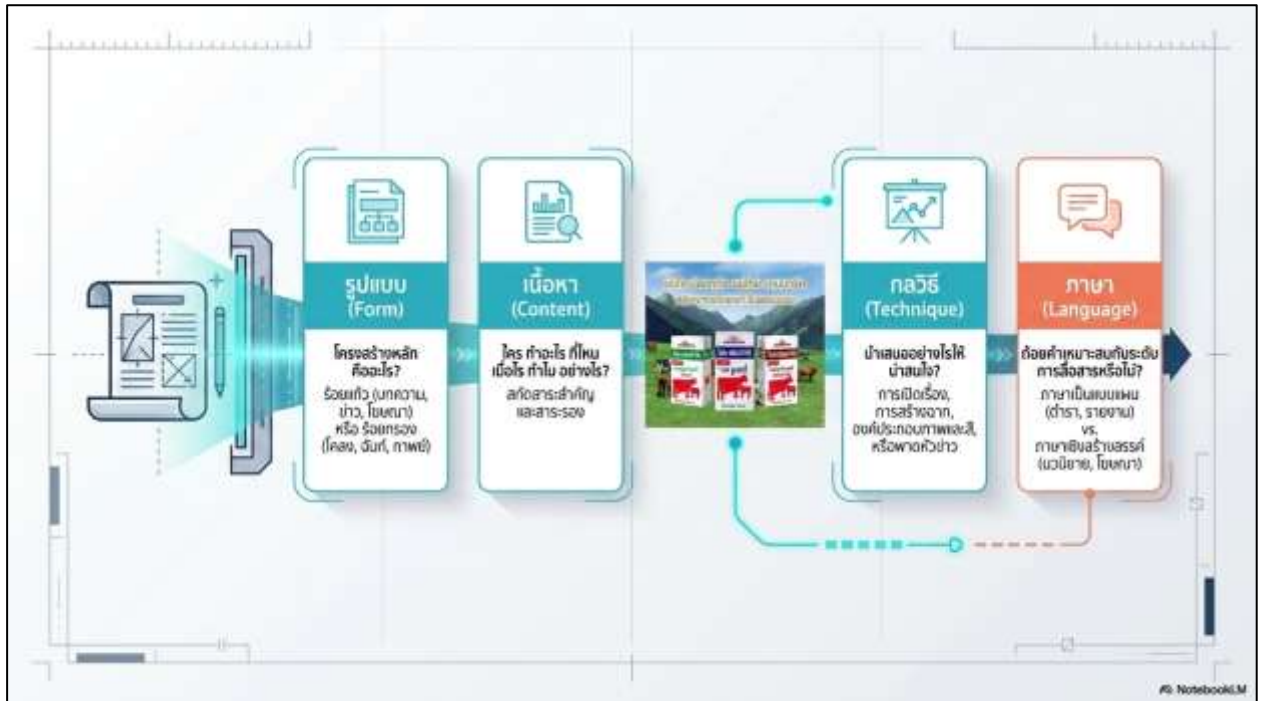 รูปแบบ
(Form)
โครงสร้างหลัก
คืออะไร?
ร้อยแก้ว (บทความ,
ข่าว, โฆษณา)
หรือ ร้อยกรอง
(โคลง, ฉันท์, กาพย์)
เนื้อหา
(Content)
ใคร ทำอะไร ที่ไหน
เมื่อไร ทำไม อย่างไร?
สกัดสาระสำคัญ
และสาระรอง
กลวิธี
(Technique)
นำเสนออย่างไรให้
น่าสนใจ?
การเปิดเรื่อง,
การสร้างฉาก,
องค์ประกอบภาพและสี,
หรือพาดหัวข่าว
ภาษา
(Language)
ถ้อยคำเหมาะสมกับระดับ
การสื่อสารหรือไม่?
ภาษาเป็นแบบแผน
(ตำรา, รายงาน)
vs.
ภาษาเชิงสร้างสรรค์
(นวนิยาย, โฆษณา)
NotebookLM